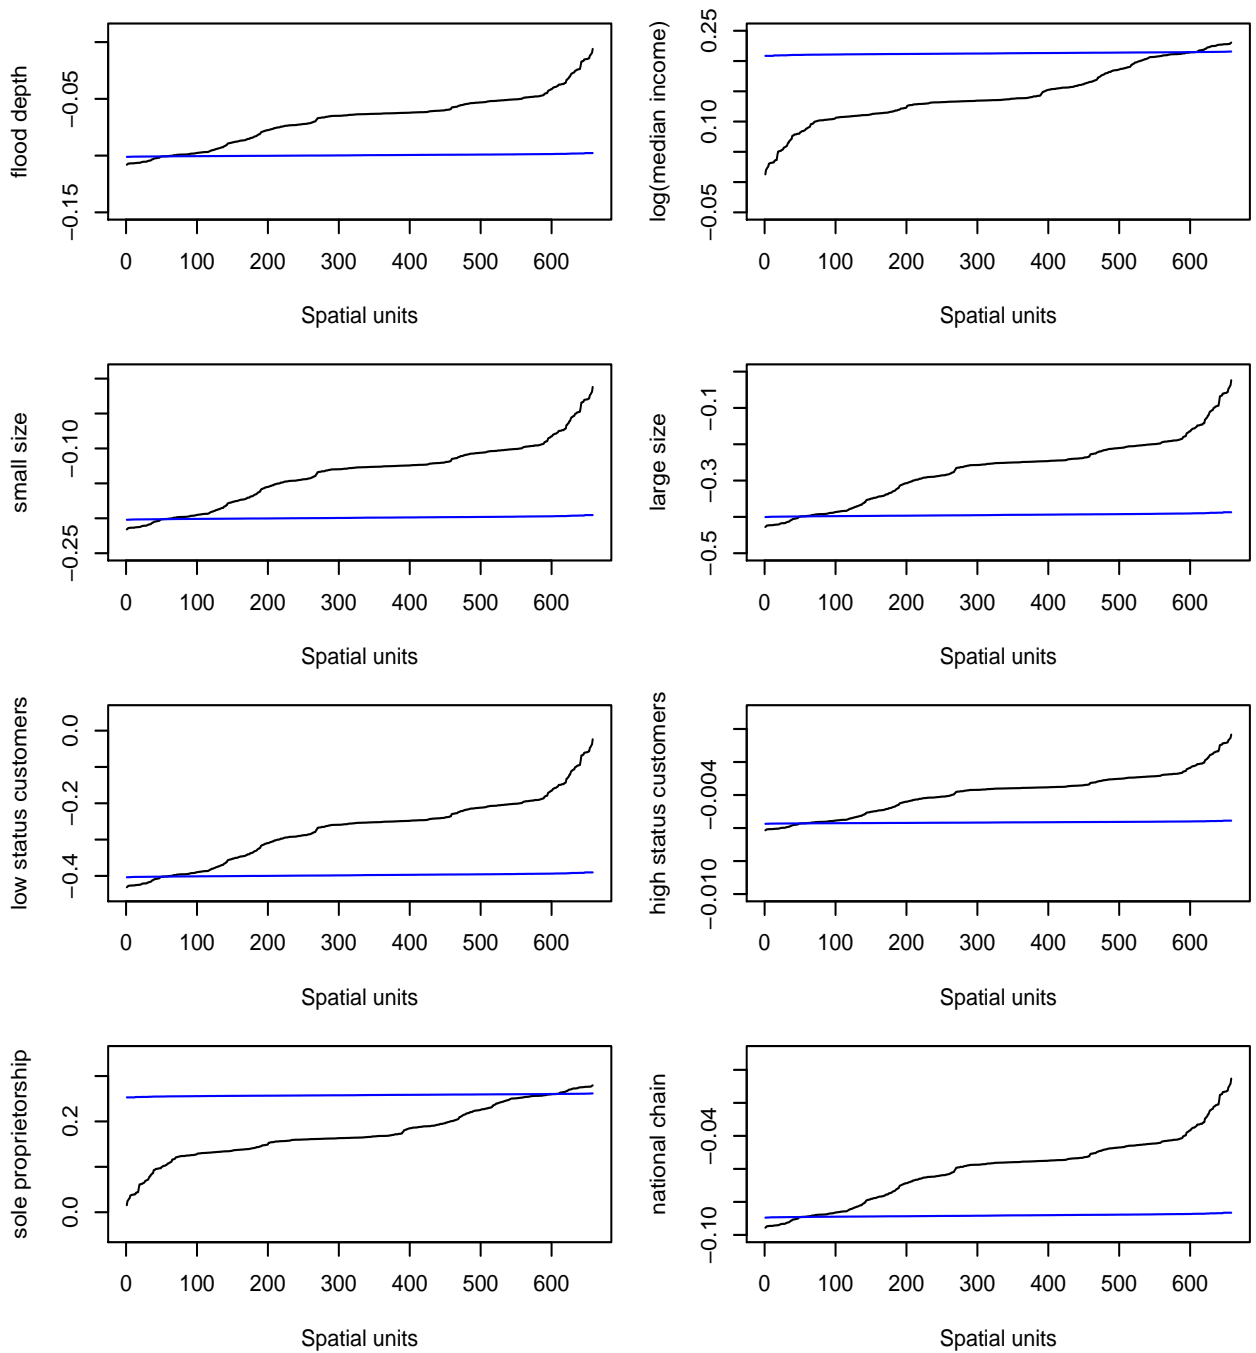 flood depth
−0.05
−0.15
0 100 200 300 400 500 600
Spatial units
log(median income)
0.25
0.10
−0.05
0 100 200 300 400 500 600
Spatial units
small size
−0.10
−0.25
0 100 200 300 400 500 600
Spatial units
large size
−0.1
−0.3
−0.5
0 100 200 300 400 500 600
Spatial units
low status customers
0.0
−0.2
−0.4
0 100 200 300 400 500 600
Spatial units
high status customers
−0.004
−0.010
0 100 200 300 400 500 600
Spatial units
sole proprietorship
0.2
0.0
0 100 200 300 400 500 600
Spatial units
national chain
−0.04
−0.10
0 100 200 300 400 500 600
Spatial units